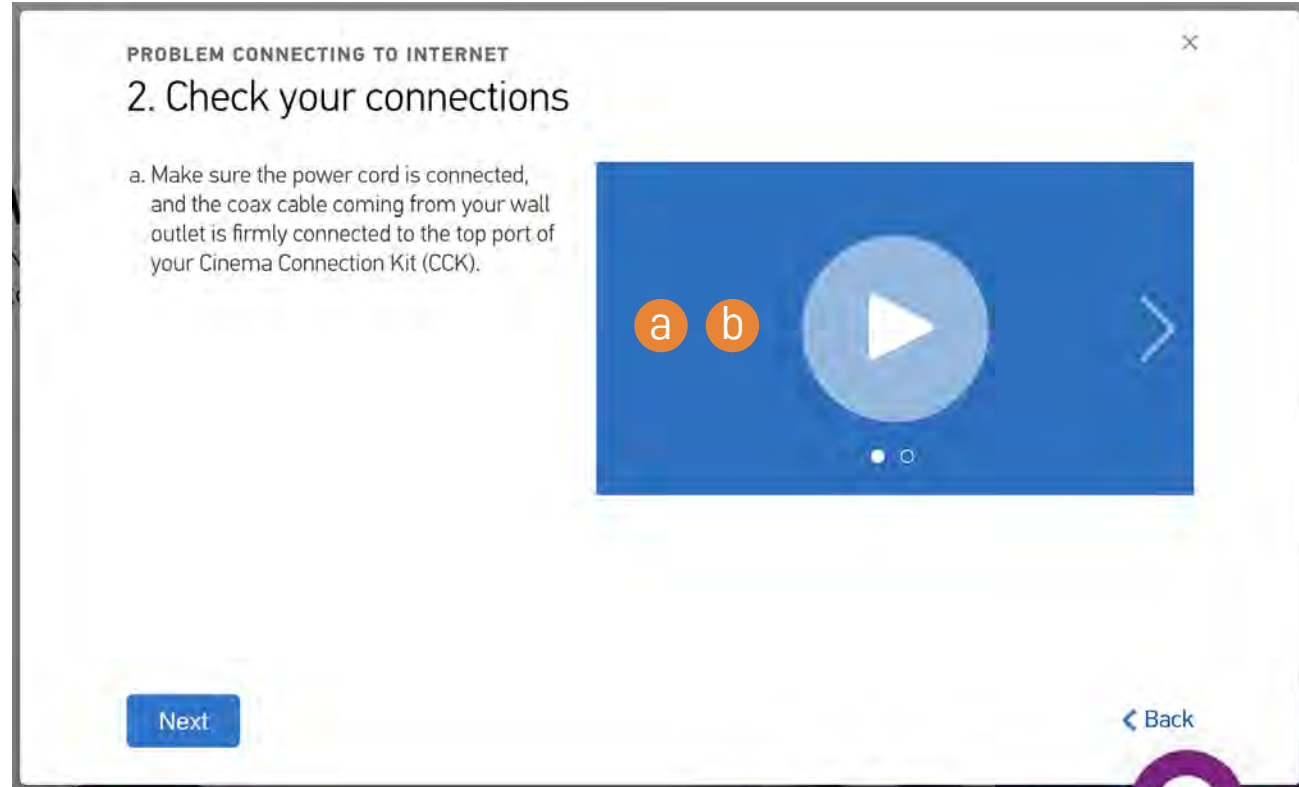 PROBLEM CONNECTING TO INTERNET
2. Check your connections
a. Make sure the power cord is connected,
and the coax cable coming from your wall
outlet is firmly connected to the top port of
your Cinema Connection Kit (CCK).
a b
Next
Back